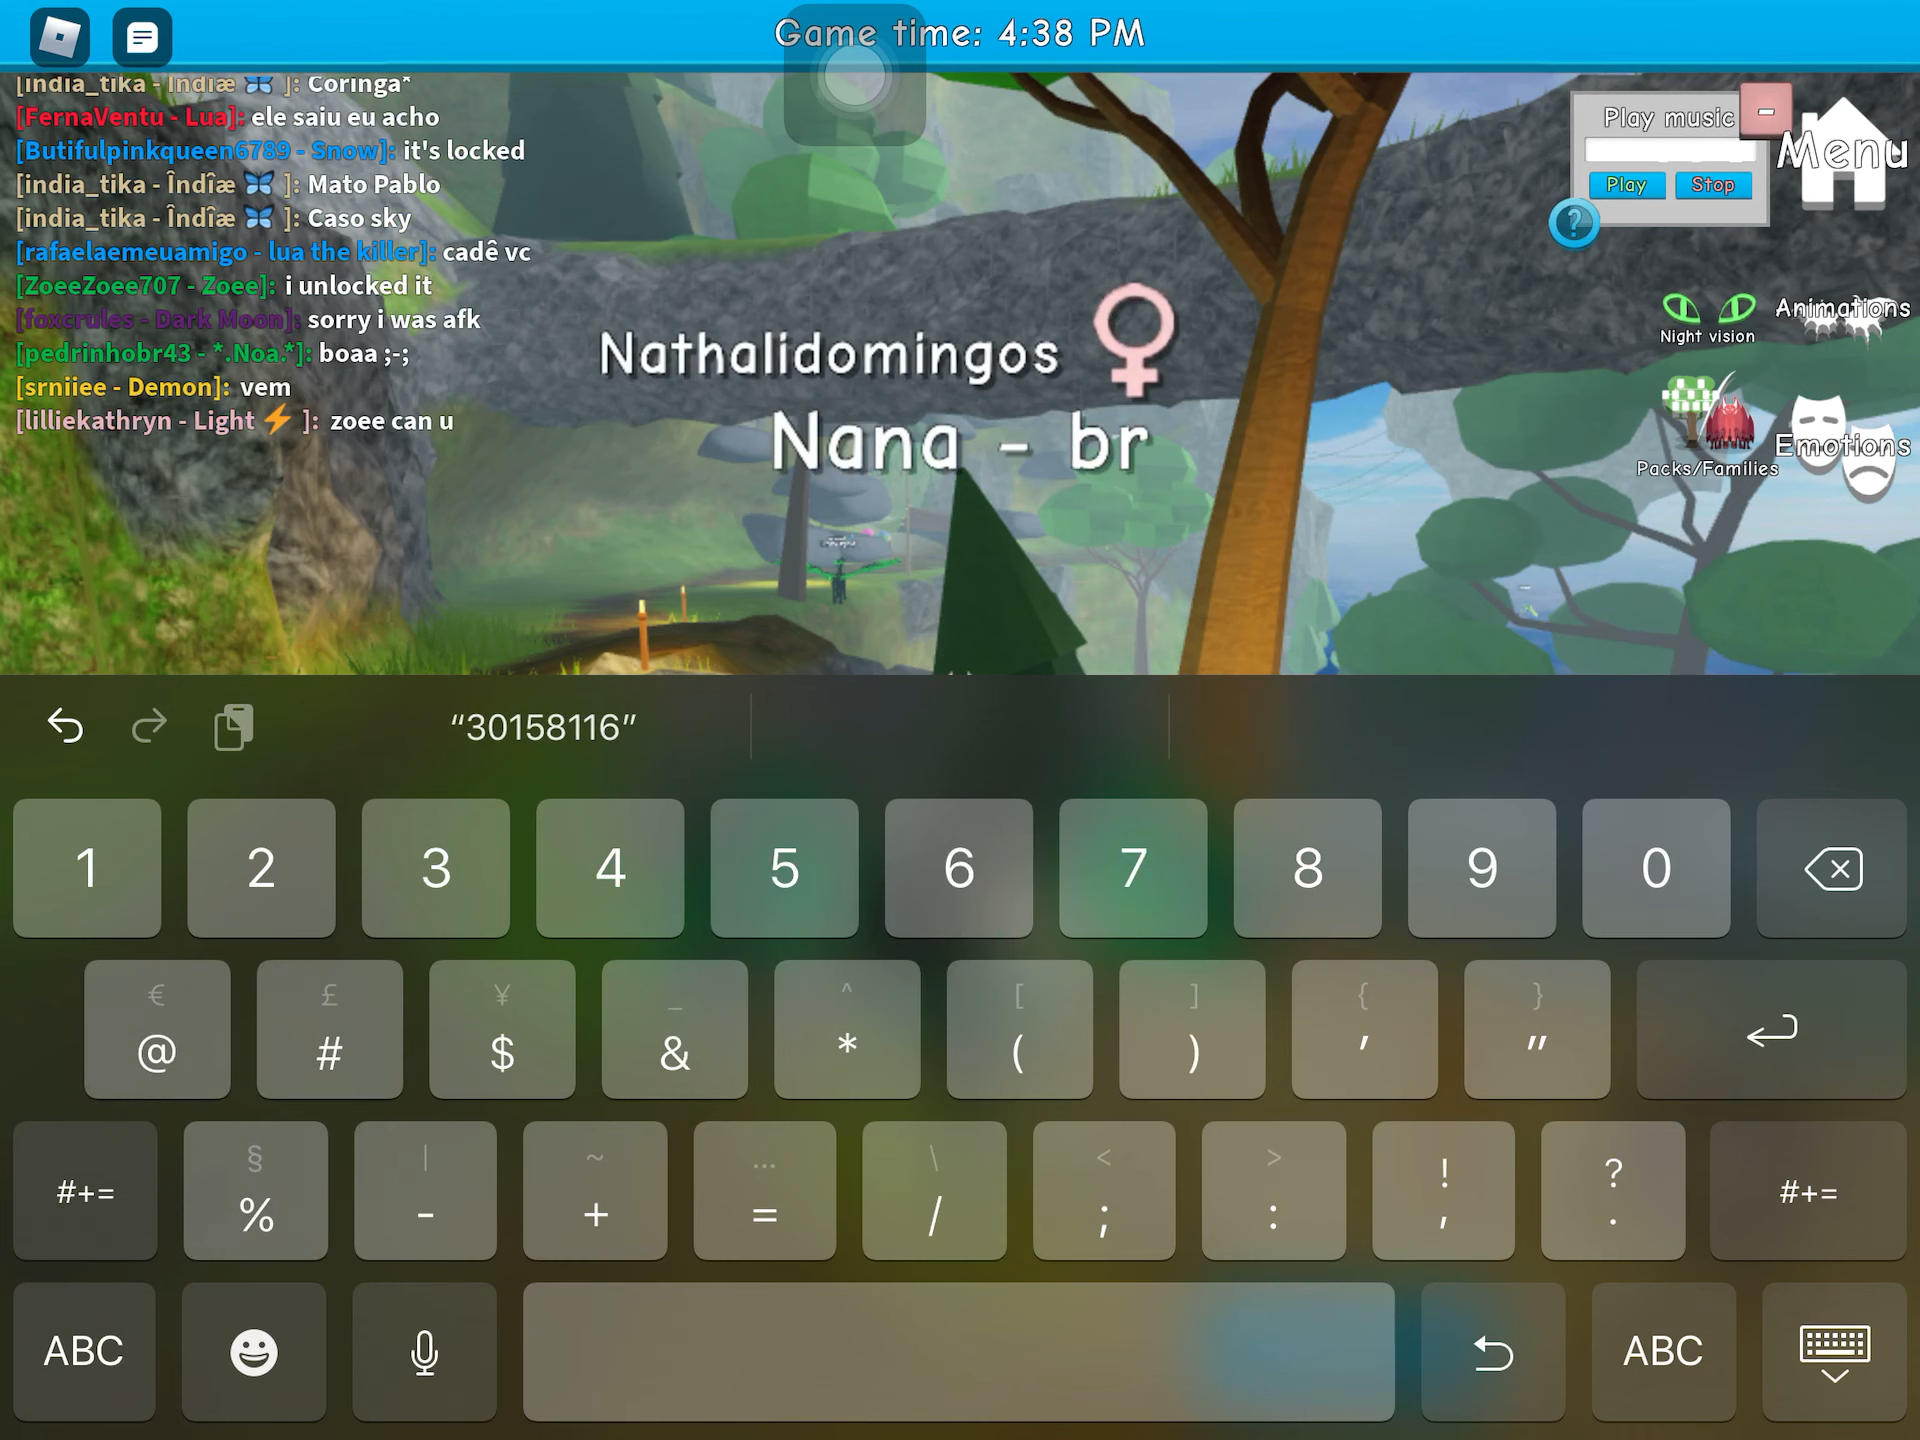 Game time: 4:38 PM
[india_tika - Îndîæ 🦋 ]: Coringa*
[FernaVentu - Lua]: ele saiu eu acho
[Butifulpinkqueen6789 - Snow]: it's locked
[india_tika - Îndîæ 🦋 ]: Mato Pablo
[india_tika - Îndîæ 🦋 ]: Caso sky
[rafaelaemeuamigo - lua the killer]: cadê vc
[ZoeeZoee707 - Zoee]: i unlocked it
[foxcrules - Dark Moon]: sorry i was afk
[pedrinhobr43 - *.Noa.*]: boaa ;-;
[srniiee - Demon]: vem
[lilliekathryn - Light ⚡ ]: zoee can u
Play music
-
Play Stop
?
Menu
Night vision
Animations
Packs/Families
Emotions
Nathalidomingos ♀
Nana - br
“30158116”
1 2 3 4 5 6 7 8 9 0
€ £ ¥ _ ^ [ ] { }
@ # $ & * ( ) ' "
§ | ~ … \ < > ! ?
#+= % - + = / ; : , . #+=
ABC ABC